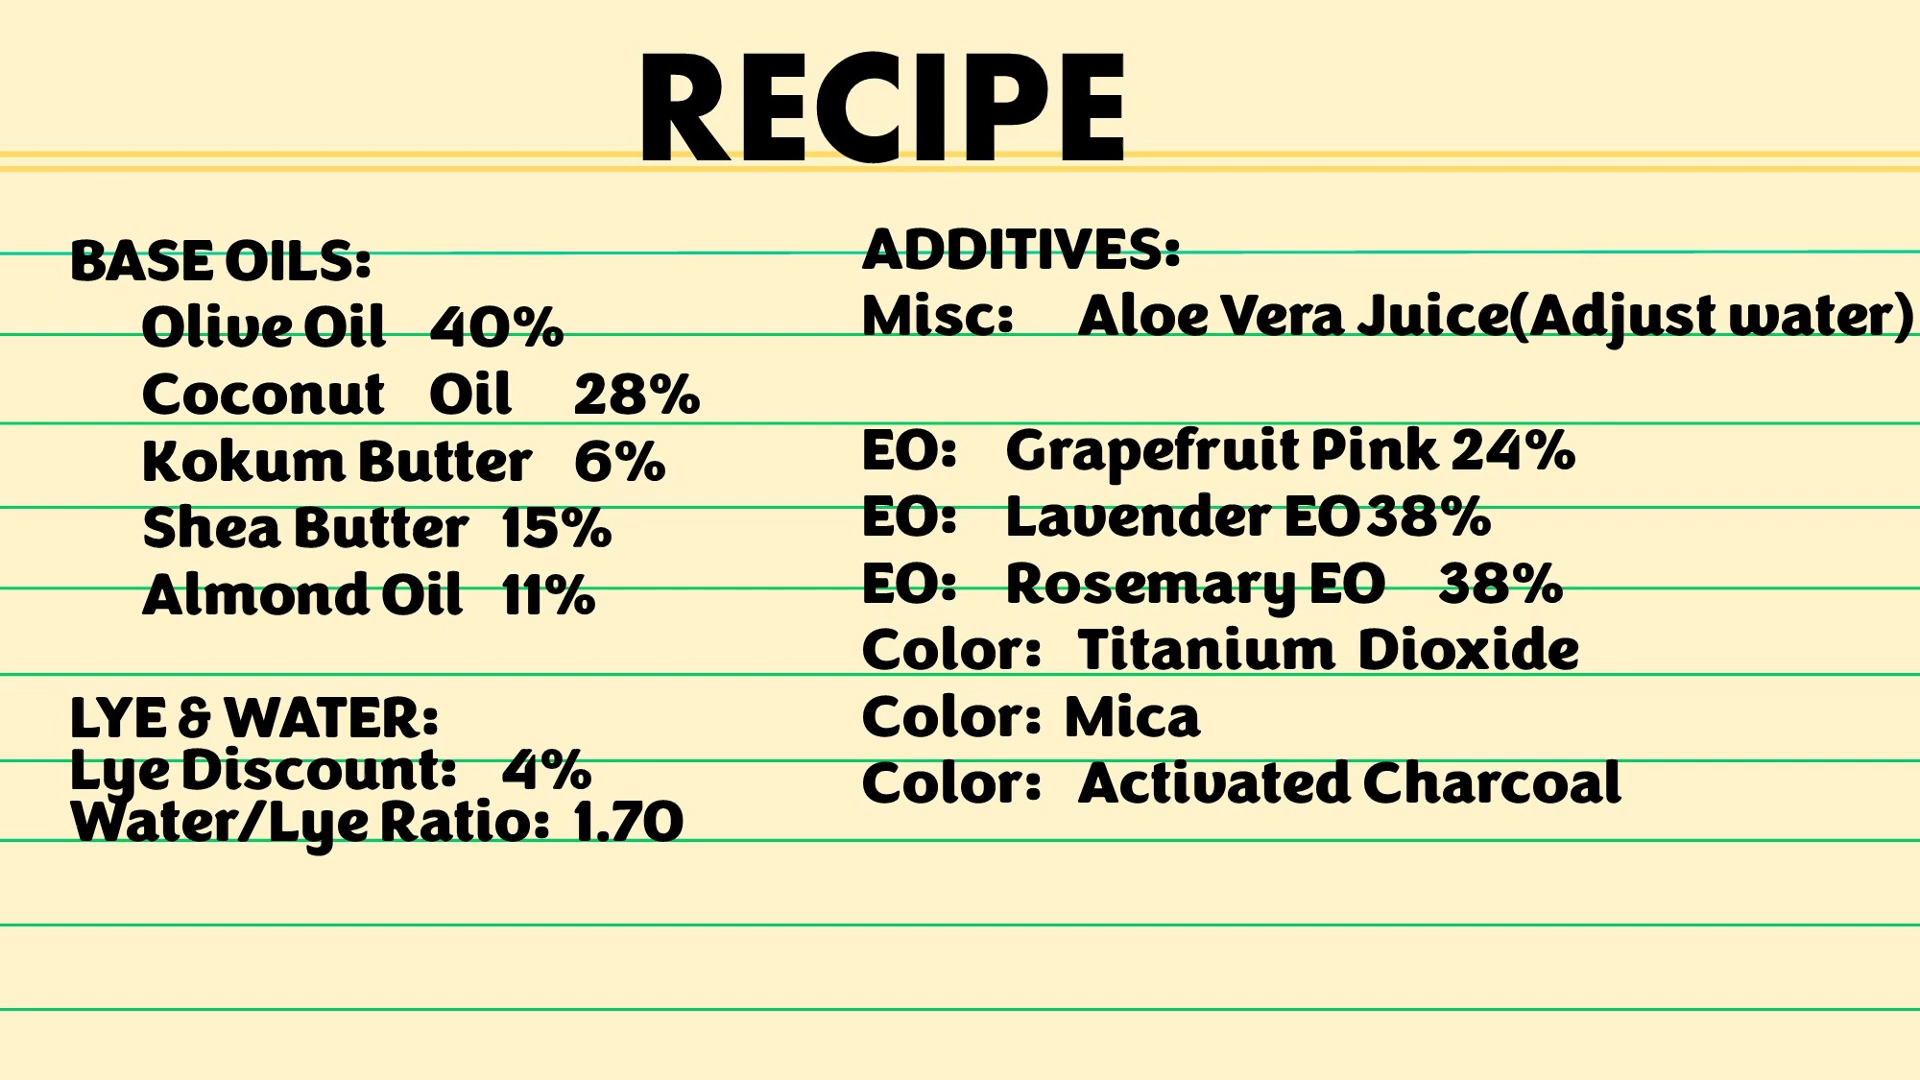 RECIPE
BASE OILS:
Olive Oil 40%
Coconut Oil 28%
Kokum Butter 6%
Shea Butter 15%
Almond Oil 11%
LYE & WATER:
Lye Discount: 4%
Water/Lye Ratio: 1.70
ADDITIVES:
Misc: Aloe Vera Juice(Adjust water)
EO: Grapefruit Pink 24%
EO: Lavender EO 38%
EO: Rosemary EO 38%
Color: Titanium Dioxide
Color: Mica
Color: Activated Charcoal